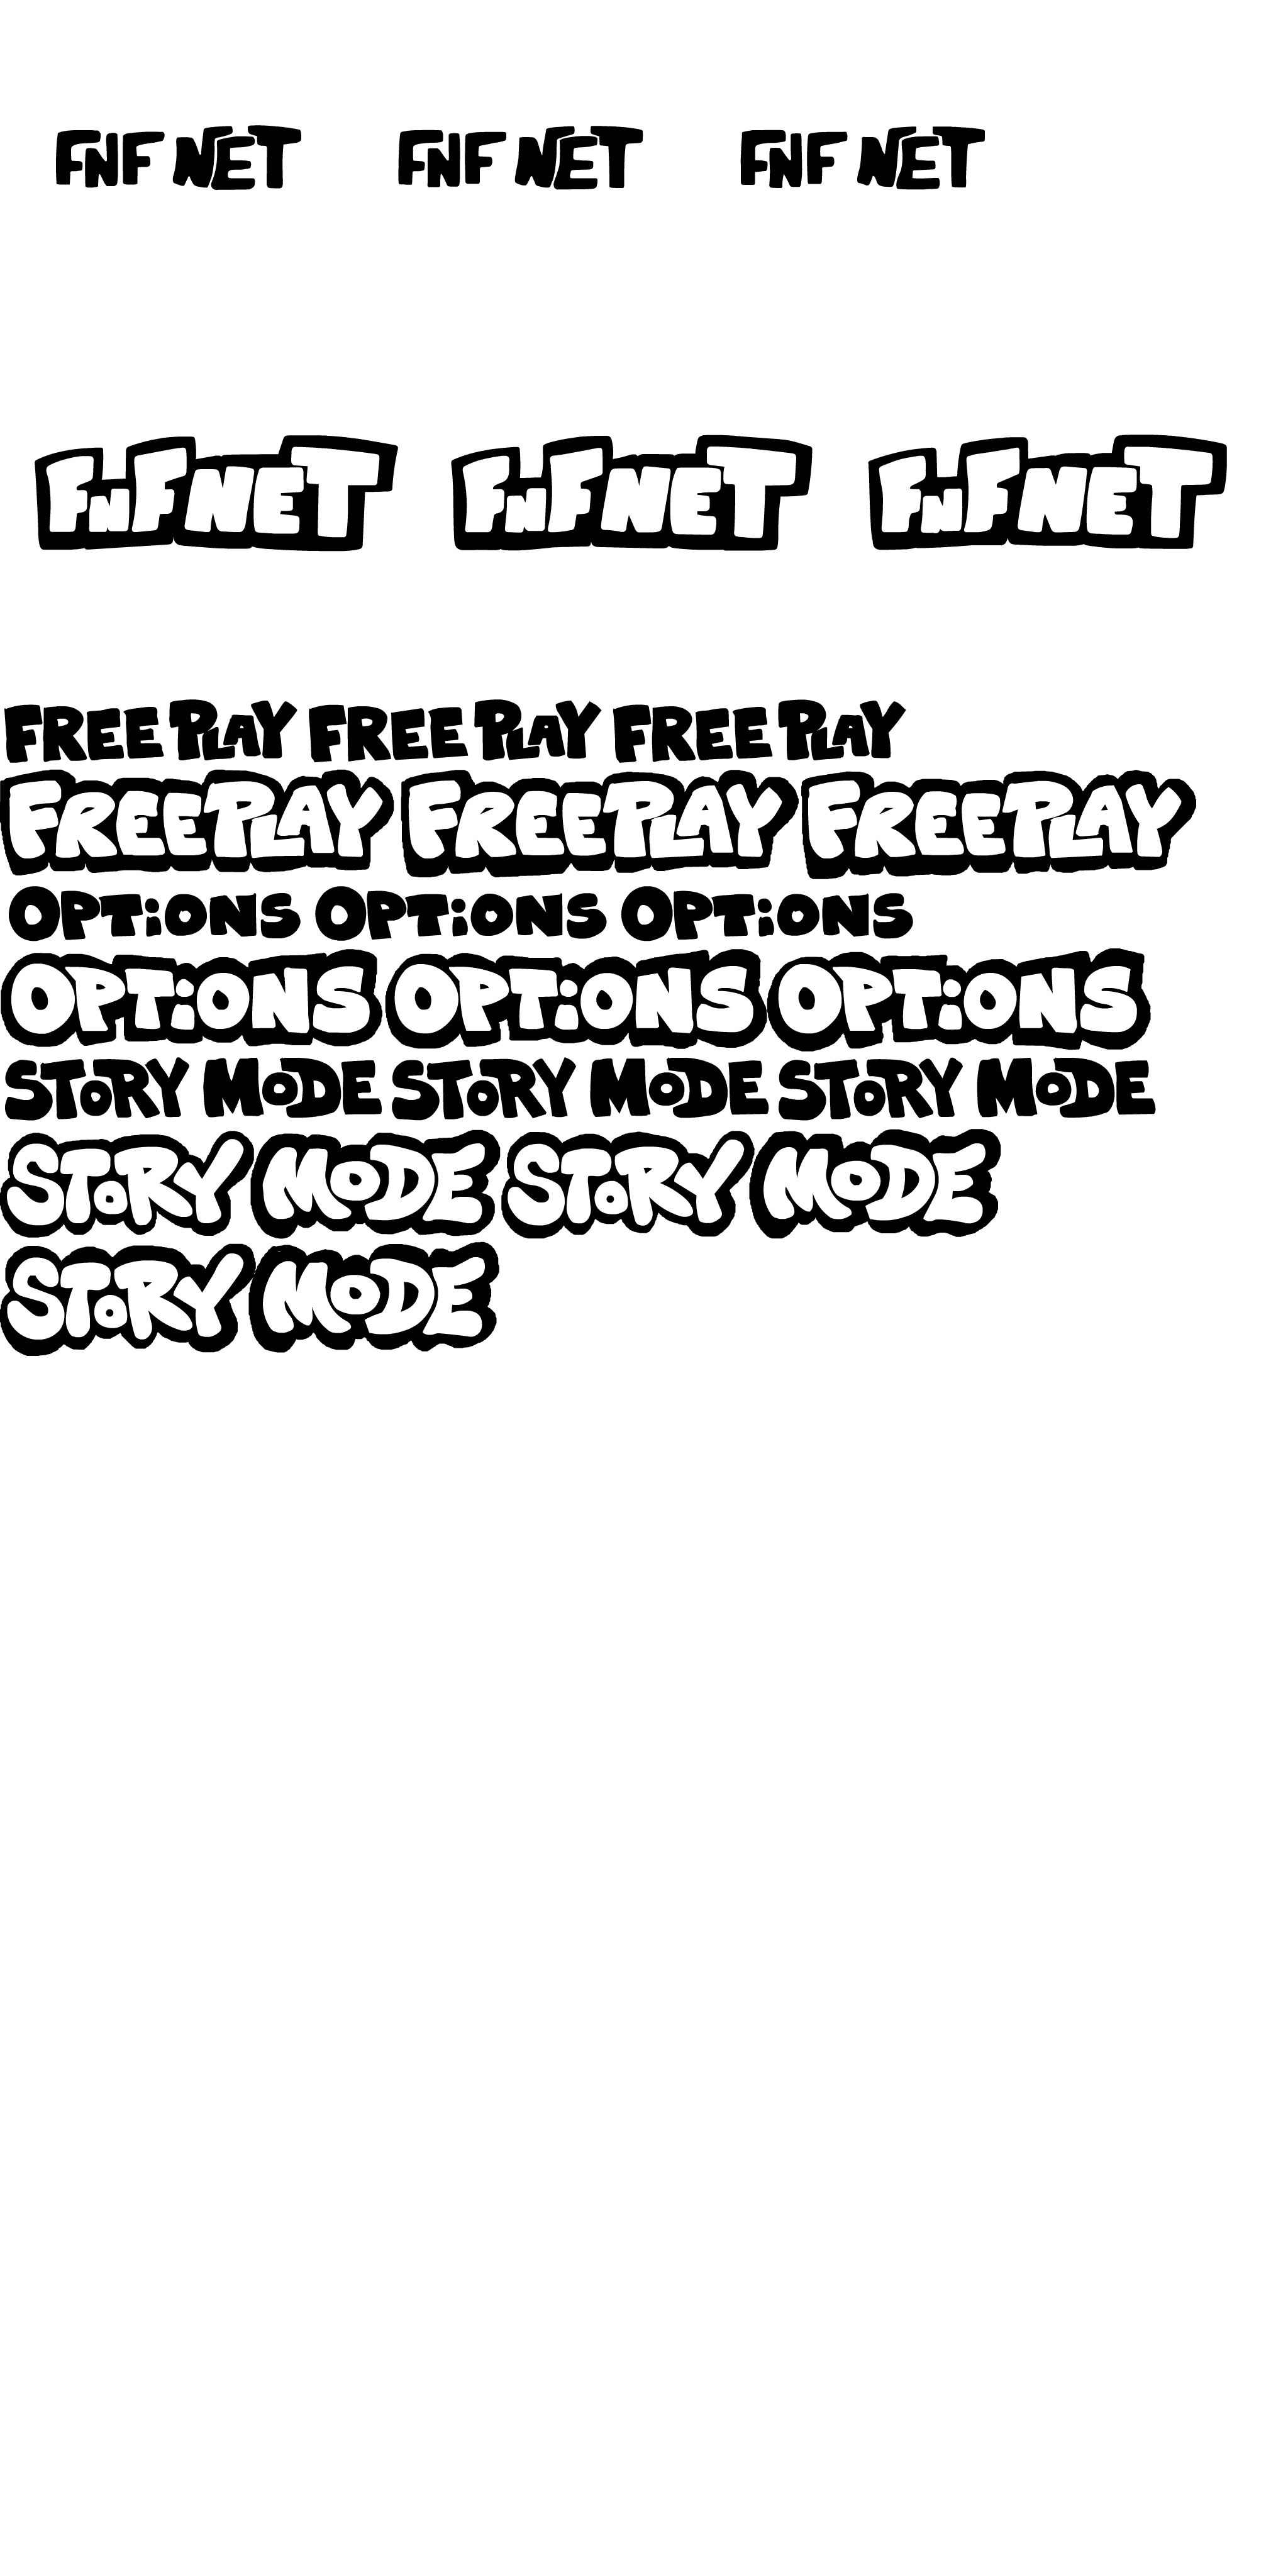 FNF NET FNF NET FNF NET
FNF NET FNF NET FNF NET
FREE PLAY FREE PLAY FREE PLAY
FREEPLAY FREEPLAY FREEPLAY
OPTiONS OPTiONS OPTiONS
OPTiONS OPTiONS OPTiONS
SToRY MoDE SToRY MoDE SToRY MoDE
SToRY MoDE SToRY MoDE
SToRY MoDE